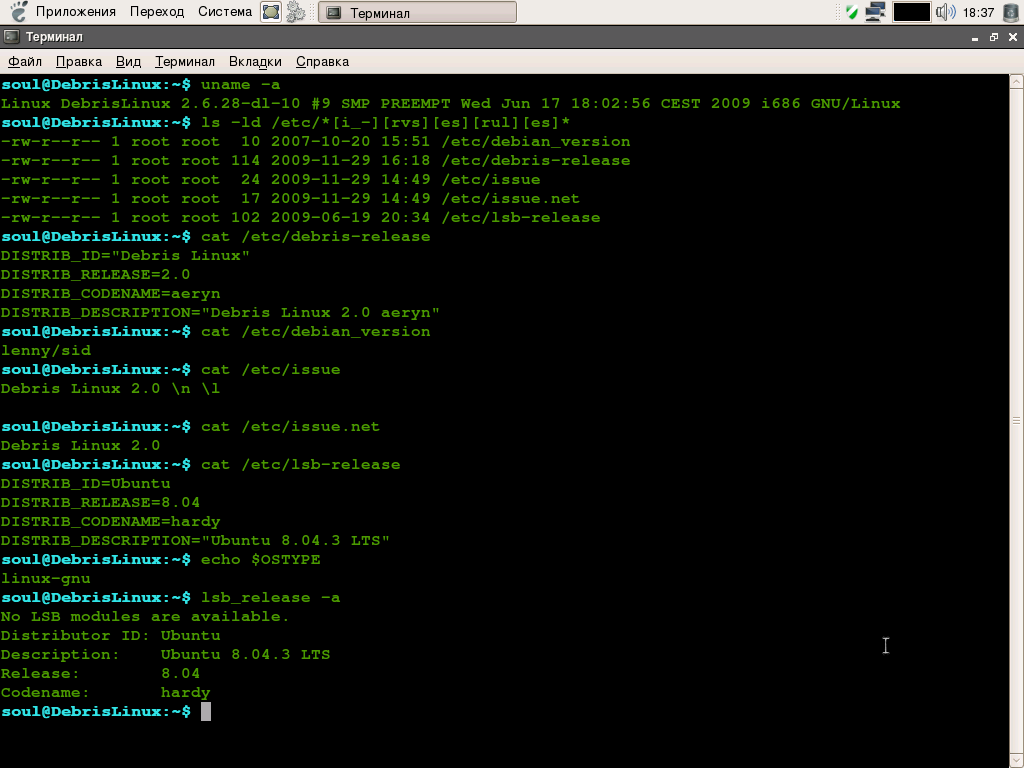 Приложения Переход Система Терминал 18:37
Терминал
Файл Правка Вид Терминал Вкладки Справка
soul@DebrisLinux:~$ uname -a
Linux DebrisLinux 2.6.28-dl-10 #9 SMP PREEMPT Wed Jun 17 18:02:56 CEST 2009 i686 GNU/Linux
soul@DebrisLinux:~$ ls -ld /etc/*[i_-][rvs][es][rul][es]*
-rw-r--r-- 1 root root  10 2007-10-20 15:51 /etc/debian_version
-rw-r--r-- 1 root root 114 2009-11-29 16:18 /etc/debris-release
-rw-r--r-- 1 root root  24 2009-11-29 14:49 /etc/issue
-rw-r--r-- 1 root root  17 2009-11-29 14:49 /etc/issue.net
-rw-r--r-- 1 root root 102 2009-06-19 20:34 /etc/lsb-release
soul@DebrisLinux:~$ cat /etc/debris-release
DISTRIB_ID="Debris Linux"
DISTRIB_RELEASE=2.0
DISTRIB_CODENAME=aeryn
DISTRIB_DESCRIPTION="Debris Linux 2.0 aeryn"
soul@DebrisLinux:~$ cat /etc/debian_version
lenny/sid
soul@DebrisLinux:~$ cat /etc/issue
Debris Linux 2.0 \n \l
soul@DebrisLinux:~$ cat /etc/issue.net
Debris Linux 2.0
soul@DebrisLinux:~$ cat /etc/lsb-release
DISTRIB_ID=Ubuntu
DISTRIB_RELEASE=8.04
DISTRIB_CODENAME=hardy
DISTRIB_DESCRIPTION="Ubuntu 8.04.3 LTS"
soul@DebrisLinux:~$ echo $OSTYPE
linux-gnu
soul@DebrisLinux:~$ lsb_release -a
No LSB modules are available.
Distributor ID: Ubuntu
Description:    Ubuntu 8.04.3 LTS
Release:        8.04
Codename:       hardy
soul@DebrisLinux:~$